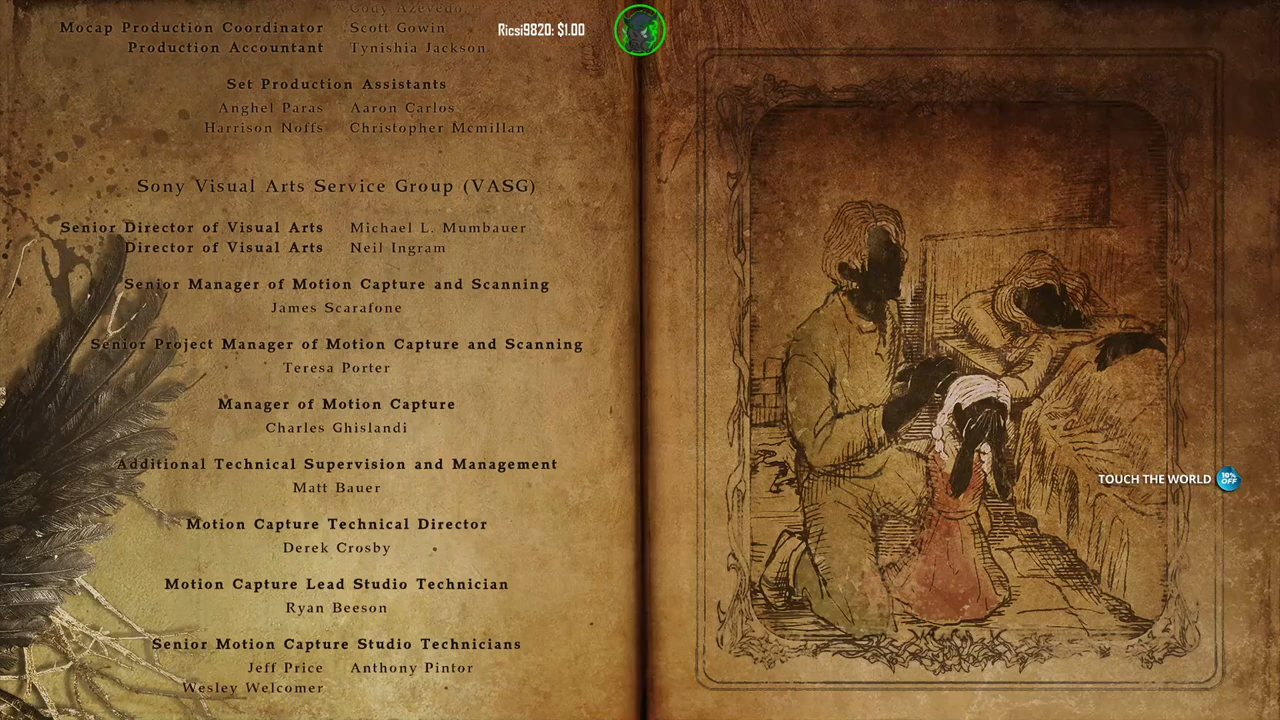 Cody Azevedo
Mocap Production Coordinator Scott Gowin
Production Accountant Tynishia Jackson
Set Production Assistants
Anghel Paras Aaron Carlos
Harrison Noffs Christopher Mcmillan
Sony Visual Arts Service Group (VASG)
Senior Director of Visual Arts Michael L. Mumbauer
Director of Visual Arts Neil Ingram
Senior Manager of Motion Capture and Scanning
James Scarafone
Senior Project Manager of Motion Capture and Scanning
Teresa Porter
Manager of Motion Capture
Charles Ghislandi
Additional Technical Supervision and Management
Matt Bauer
Motion Capture Technical Director
Derek Crosby
Motion Capture Lead Studio Technician
Ryan Beeson
Senior Motion Capture Studio Technicians
Jeff Price Anthony Pintor
Wesley Welcomer
Ricsi9820: $1.00
TOUCH THE WORLD
10%
OFF